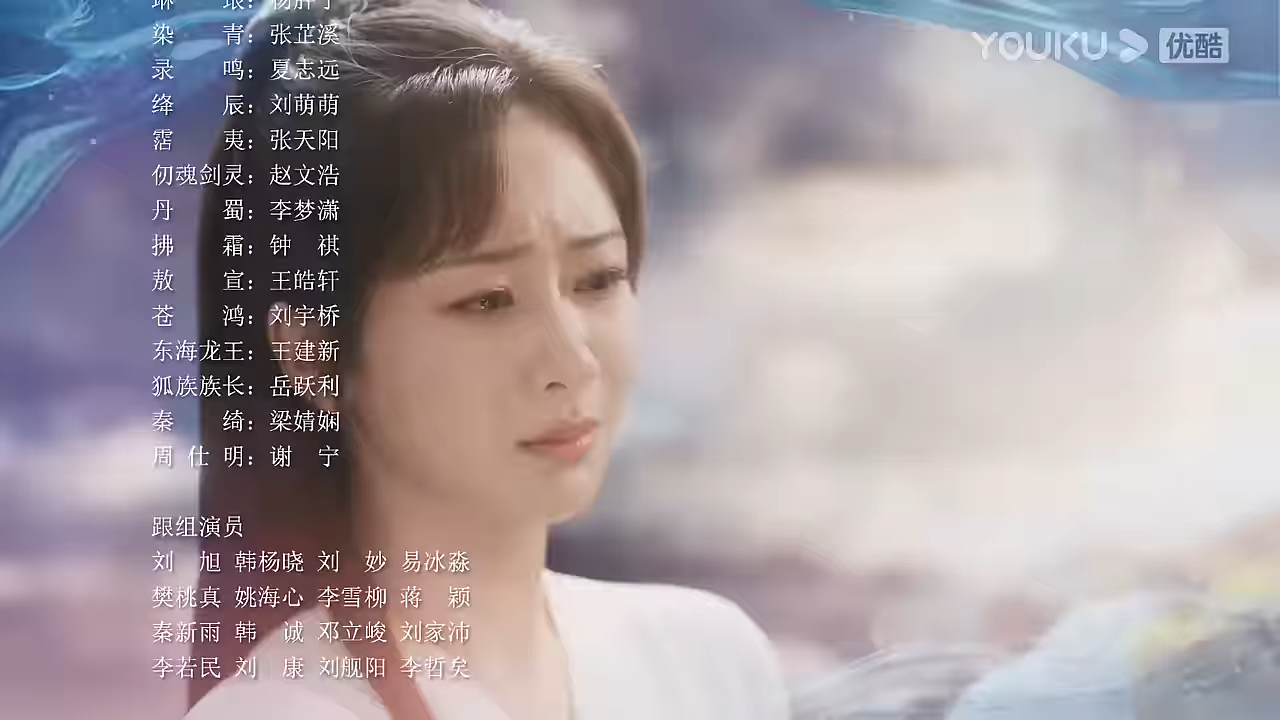 YOUKU 优酷
染青：张芷溪
录鸣：夏志远
绛辰：刘萌萌
霑夷：张天阳
仞魂剑灵：赵文浩
丹蜀：李梦潇
拂霜：钟祺
敖宣：王皓轩
苍鸿：刘宇桥
东海龙王：王建新
狐族族长：岳跃利
秦绮：梁婧娴
周仕明：谢宁
跟组演员
刘旭 韩杨晓 刘妙 易冰淼
樊桃真 姚海心 李雪柳 蒋颖
秦新雨 韩诚 邓立峻 刘家沛
李若民 刘康 刘舰阳 李哲矣